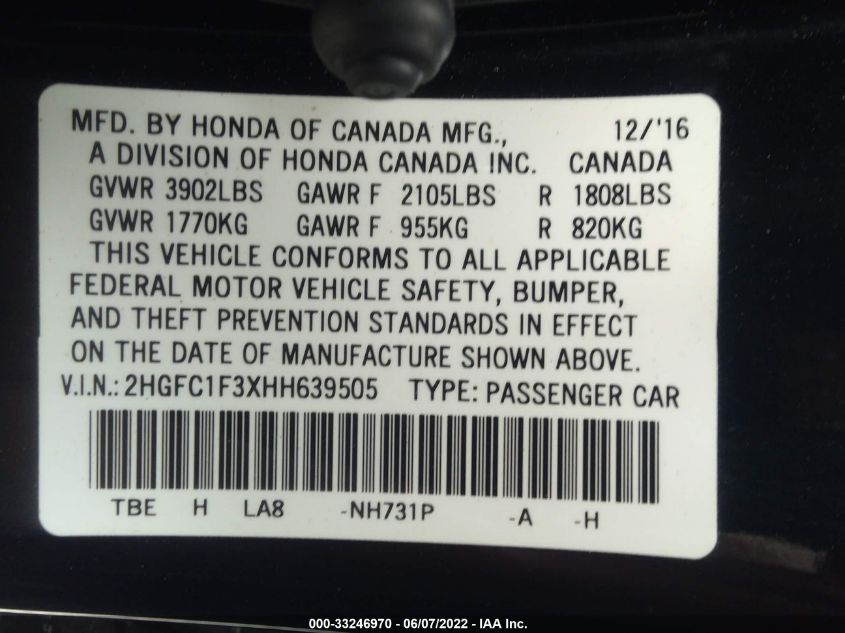 MFD. BY HONDA OF CANADA MFG., 12/'16
A DIVISION OF HONDA CANADA INC. CANADA
GVWR 3902LBS GAWR F 2105LBS R 1808LBS
GVWR 1770KG GAWR F 955KG R 820KG
THIS VEHICLE CONFORMS TO ALL APPLICABLE
FEDERAL MOTOR VEHICLE SAFETY, BUMPER,
AND THEFT PREVENTION STANDARDS IN EFFECT
ON THE DATE OF MANUFACTURE SHOWN ABOVE.
V.I.N.: 2HGFC1F3XHH639505 TYPE: PASSENGER CAR
TBE H LA8 -NH731P -A -H
000-33246970 - 06/07/2022 - IAA Inc.